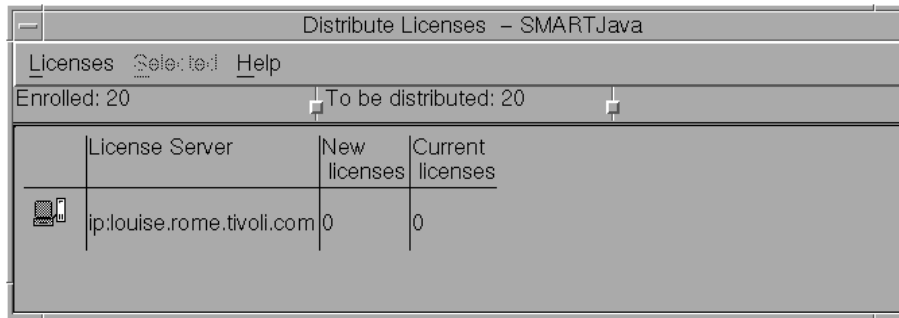 Distribute Licenses – SMARTJava
Licenses Selected Help
Enrolled: 20 To be distributed: 20
License Server New licenses Current licenses
ip:louise.rome.tivoli.com 0 0